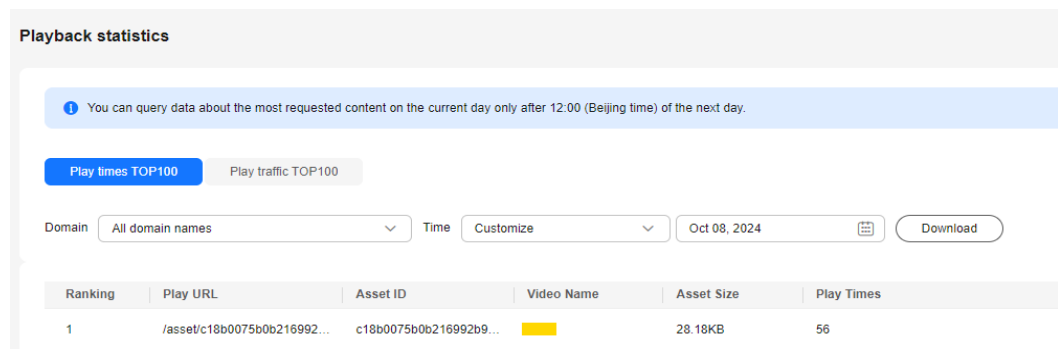 Playback statistics
You can query data about the most requested content on the current day only after 12:00 (Beijing time) of the next day.
Play times TOP100 Play traffic TOP100
Domain All domain names Time Customize Oct 08, 2024 Download
Ranking Play URL Asset ID Video Name Asset Size Play Times
1 /asset/c18b0075b0b216992... c18b0075b0b216992b9... 28.18KB 56